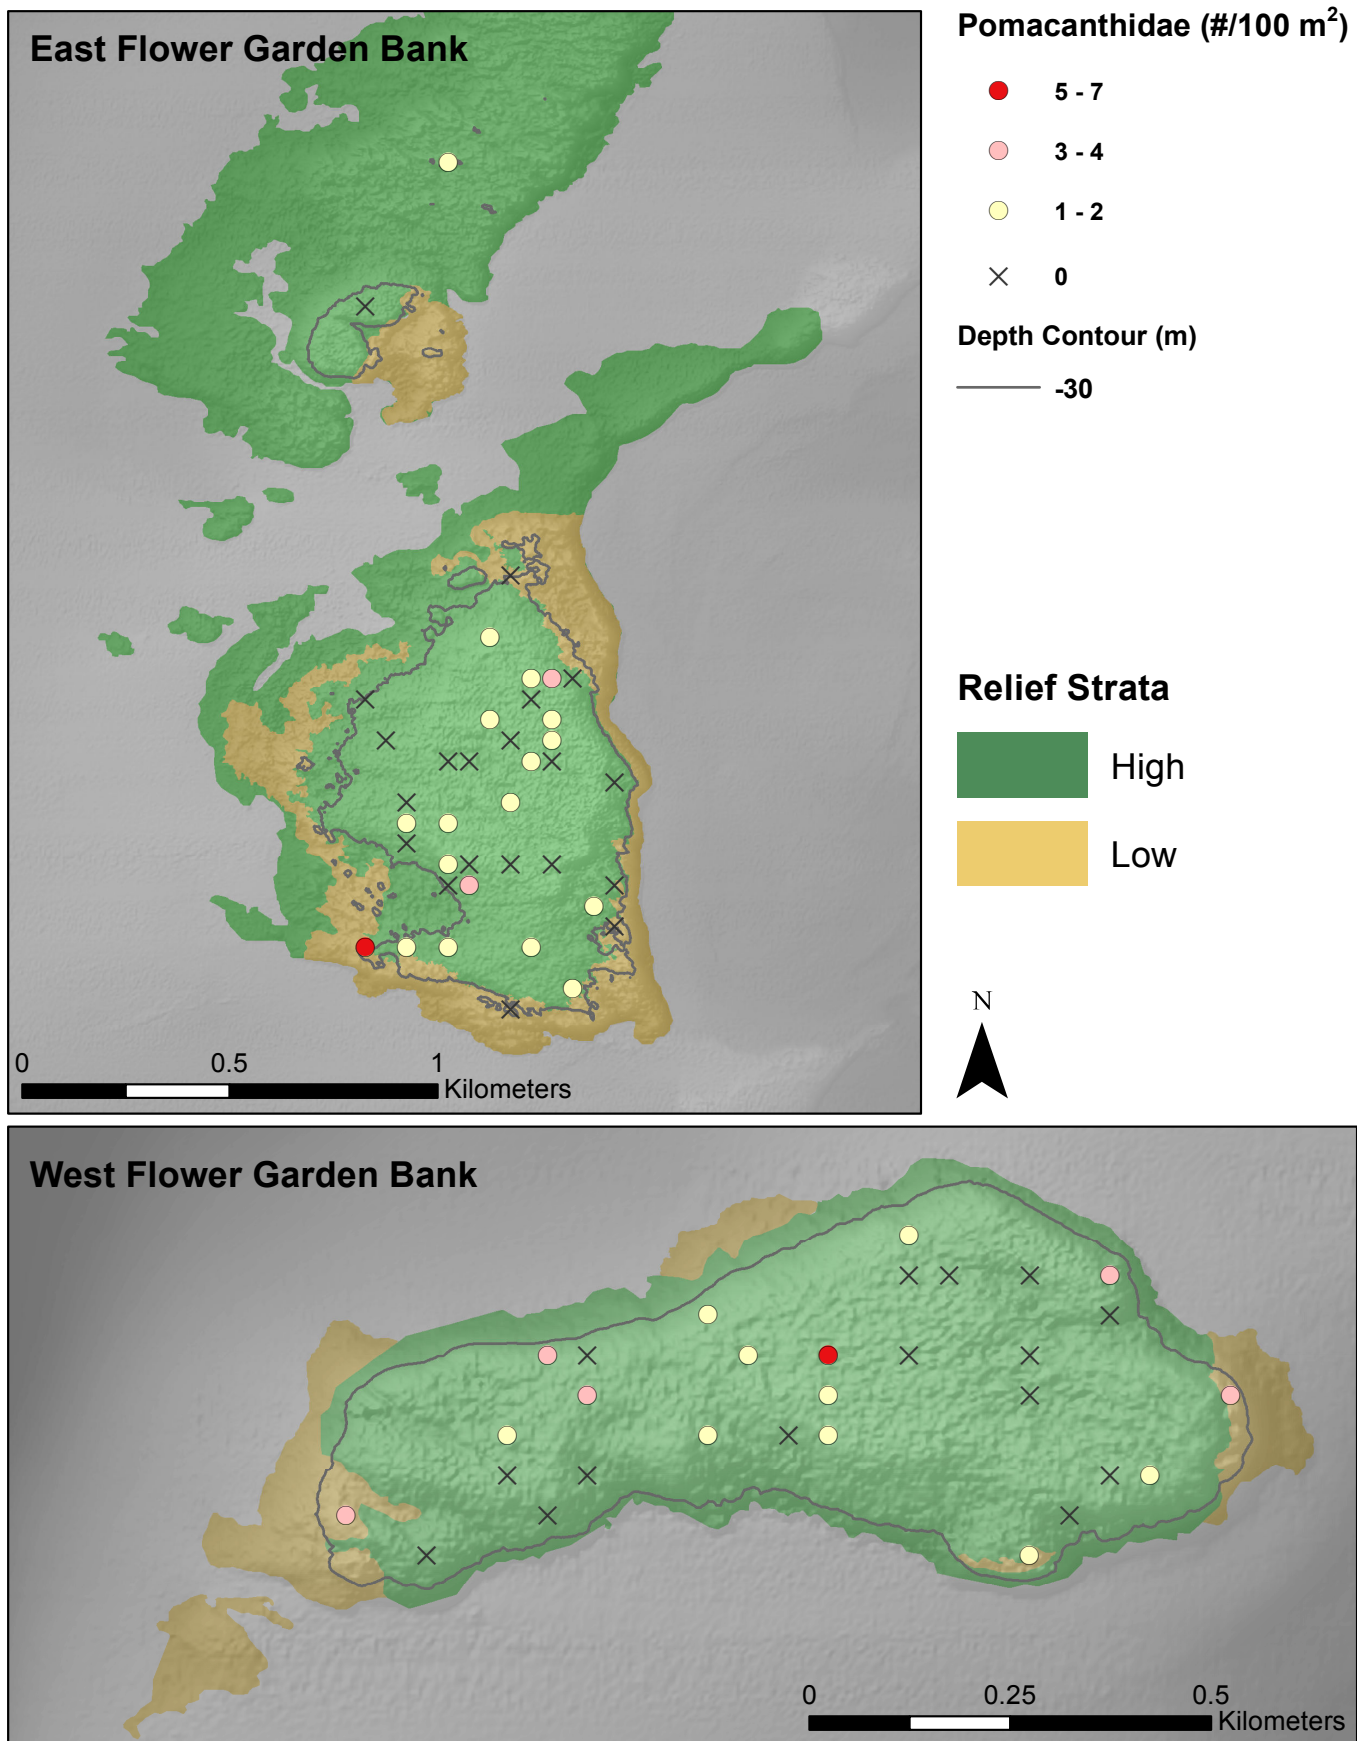 East Flower Garden Bank
0 0.5 1
Kilometers
Pomacanthidae (#/100 m²)
5 - 7
3 - 4
1 - 2
0
Depth Contour (m)
-30
Relief Strata
High
Low
N
West Flower Garden Bank
0 0.25 0.5
Kilometers